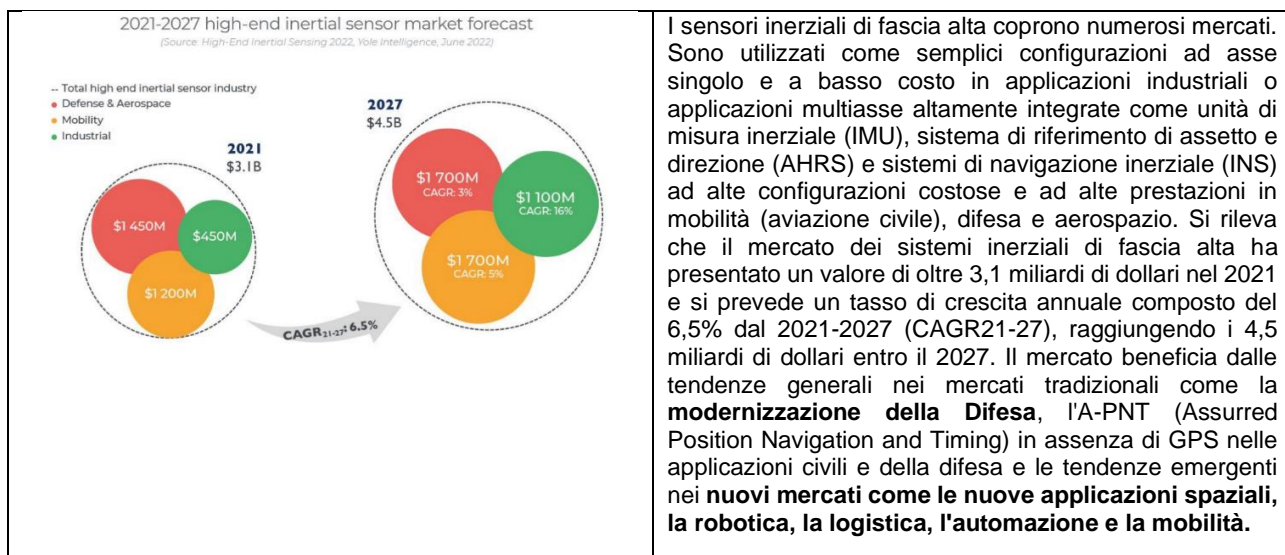 2021-2027 high-end inertial sensor market forecast
(Source: High-End Inertial Sensing 2022, Yole Intelligence, June 2022)
-- Total high end inertial sensor industry
Defense & Aerospace
Mobility
Industrial
2021
$3.1B
$1 450M
$450M
$1 200M
CAGR21-27: 6.5%
2027
$4.5B
$1 700M
CAGR: 3%
$1 100M
CAGR: 16%
$1 700M
CAGR: 5%
I sensori inerziali di fascia alta coprono numerosi mercati.
Sono utilizzati come semplici configurazioni ad asse
singolo e a basso costo in applicazioni industriali o
applicazioni multiasse altamente integrate come unità di
misura inerziale (IMU), sistema di riferimento di assetto e
direzione (AHRS) e sistemi di navigazione inerziale (INS)
ad alte configurazioni costose e ad alte prestazioni in
mobilità (aviazione civile), difesa e aerospazio. Si rileva
che il mercato dei sistemi inerziali di fascia alta ha
presentato un valore di oltre 3,1 miliardi di dollari nel 2021
e si prevede un tasso di crescita annuale composto del
6,5% dal 2021-2027 (CAGR21-27), raggiungendo i 4,5
miliardi di dollari entro il 2027. Il mercato beneficia dalle
tendenze generali nei mercati tradizionali come la
modernizzazione della Difesa, l'A-PNT (Assurred
Position Navigation and Timing) in assenza di GPS nelle
applicazioni civili e della difesa e le tendenze emergenti
nei nuovi mercati come le nuove applicazioni spaziali,
la robotica, la logistica, l'automazione e la mobilità.